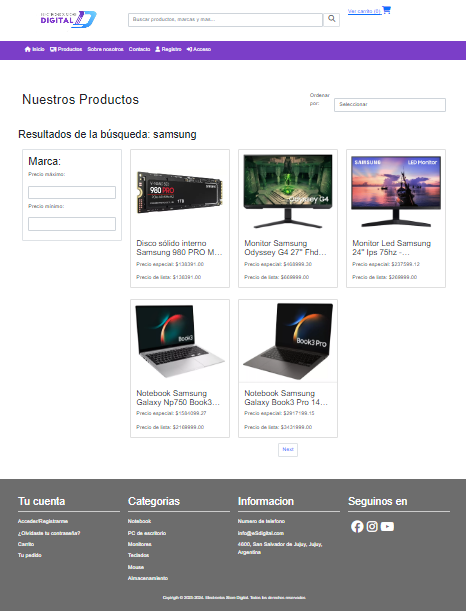 DIGITAL
Buscar productos, marcas y mas...
Ver carrito (0)
Inicio Productos Sobre nosotros Contacto Registro Acceso
Nuestros Productos
Ordenar por:
Seleccionar
Resultados de la búsqueda: samsung
Marca:
Precio máximo:
Precio mínimo:
980 PRO
1TB
Disco sólido interno
Samsung 980 PRO M...
Precio especial: $138391.00
Precio de lista: $138391.00
Odyssey G4
Monitor Samsung
Odyssey G4 27" Fhd...
Precio especial: $468999.30
Precio de lista: $669999.00
SAMSUNG LED Monitor
Monitor Led Samsung
24" Ips 75hz -...
Precio especial: $237599.12
Precio de lista: $269999.00
Book3
Notebook Samsung
Galaxy Np750 Book3...
Precio especial: $1584099.27
Precio de lista: $2169999.00
Book3 Pro
Notebook Samsung
Galaxy Book3 Pro 14...
Precio especial: $2917199.15
Precio de lista: $3431999.00
Next
Tu cuenta
Acceder/Registrarme
¿Olvidaste tu contraseña?
Carrito
Tu pedido
Categorias
Notebook
PC de escritorio
Monitores
Teclados
Mouse
Almacenamiento
Informacion
Numero de telefono
info@eSdigital.com
4600, San Salvador de Jujuy, Jujuy,
Argentina
Seguinos en
Copyright © 2020-2024. Electronics Store Digital. Todos los derechos reservados